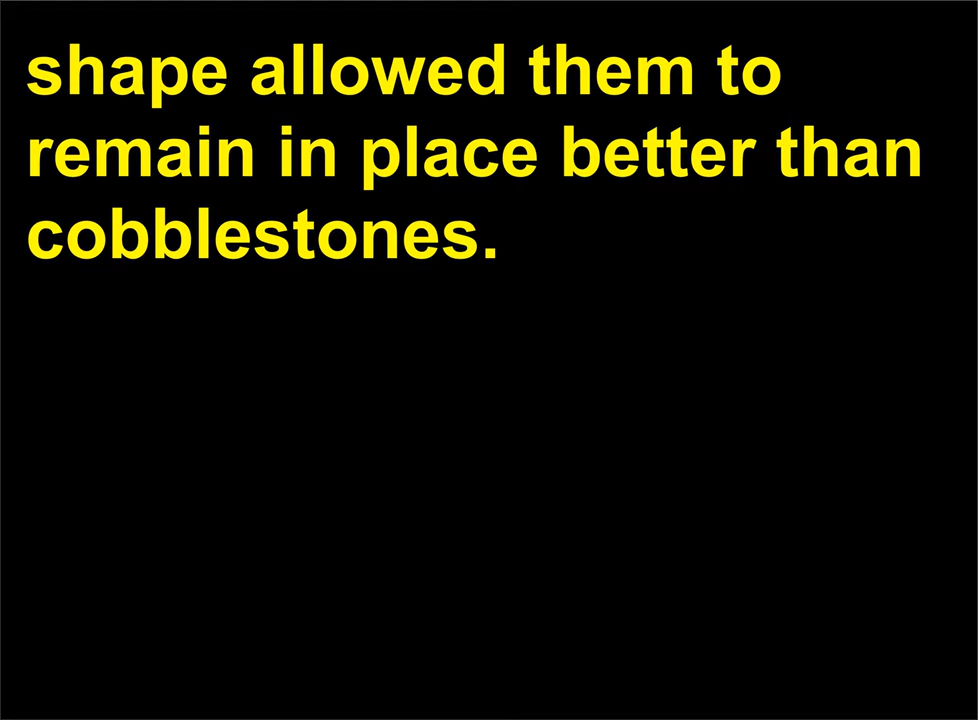 shape allowed them to
remain in place better than
cobblestones.